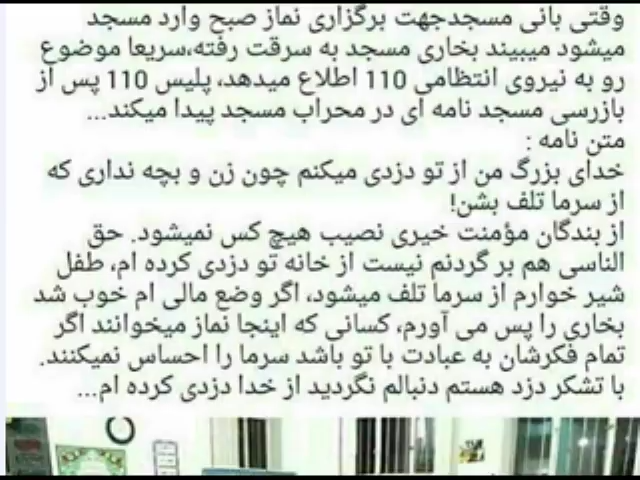 وقتی بانی مسجدجهت برگزاری نماز صبح وارد مسجد
میشود میبیند بخاری مسجد به سرقت رفته،سریعا موضوع
رو به نیروی انتظامی 110 اطلاع میدهد، پلیس 110 پس از
بازرسی مسجد نامه ای در محراب مسجد پیدا میکند...
متن نامه :
خدای بزرگ من از تو دزدی میکنم چون زن و بچه نداری که
از سرما تلف بشن!
از بندگان مؤمنت خیری نصیب هیچ کس نمیشود. حق
الناسی هم بر گردنم نیست از خانه تو دزدی کرده ام، طفل
شیر خوارم از سرما تلف میشود، اگر وضع مالی ام خوب شد
بخاری را پس می آورم، کسانی که اینجا نماز میخوانند اگر
تمام فکرشان به عبادت با تو باشد سرما را احساس نمیکنند.
با تشکر دزد هستم دنبالم نگردید از خدا دزدی کرده ام...